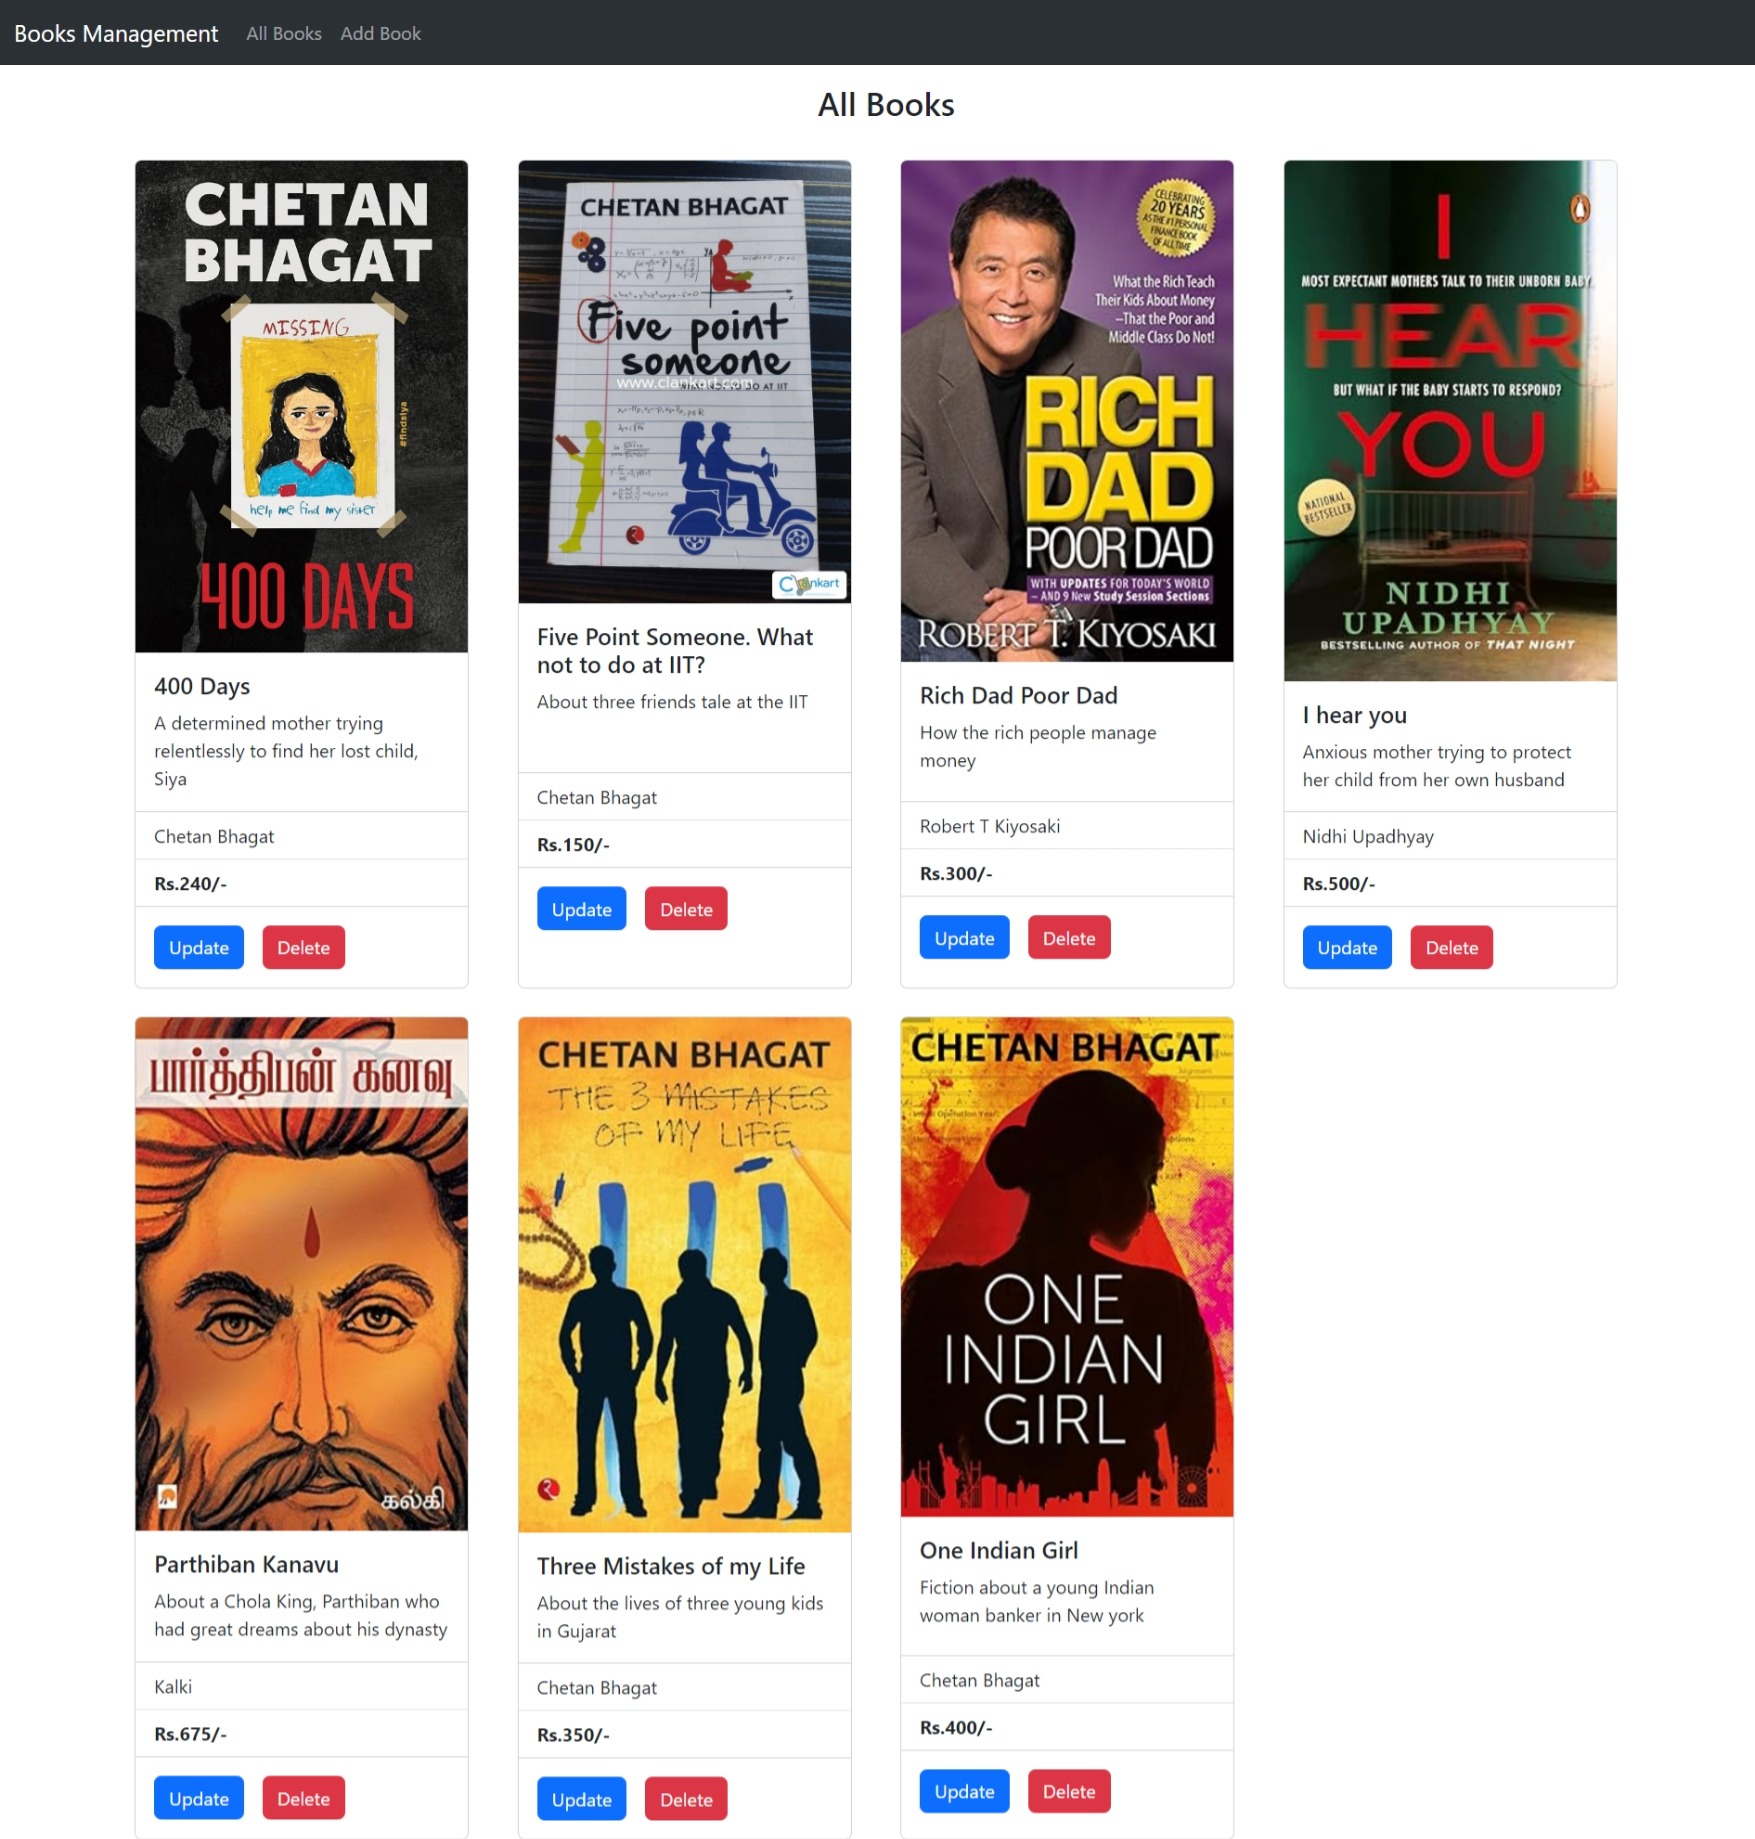 Books Management
All Books
Add Book
All Books
CHETAN
BHAGAT
MISSING
#findsiya
help me find my sister
400 DAYS
400 Days
A determined mother trying
relentlessly to find her lost child,
Siya
Chetan Bhagat
Rs.240/-
Update
Delete
CHETAN BHAGAT
Five point
someone
www.clankart.com
DO AT IIT
Clankart
Five Point Someone. What
not to do at IIT?
About three friends tale at the IIT
Chetan Bhagat
Rs.150/-
Update
Delete
CELEBRATING
20 YEARS
AS THE #1 PERSONAL
FINANCE BOOK
OF ALL TIME
What the Rich Teach
Their Kids About Money
–That the Poor and
Middle Class Do Not!
RICH
DAD
POOR DAD
WITH UPDATES FOR TODAY'S WORLD
– AND 9 New Study Session Sections
ROBERT T. KIYOSAKI
Rich Dad Poor Dad
How the rich people manage
money
Robert T Kiyosaki
Rs.300/-
Update
Delete
I
MOST EXPECTANT MOTHERS TALK TO THEIR UNBORN BABY.
HEAR
BUT WHAT IF THE BABY STARTS TO RESPOND?
YOU
NATIONAL
BESTSELLER
NIDHI
UPADHYAY
BESTSELLING AUTHOR OF THAT NIGHT
I hear you
Anxious mother trying to protect
her child from her own husband
Nidhi Upadhyay
Rs.500/-
Update
Delete
பார்த்திபன் கனவு
கல்கி
Parthiban Kanavu
About a Chola King, Parthiban who
had great dreams about his dynasty
Kalki
Rs.675/-
Update
Delete
CHETAN BHAGAT
THE 3 MISTAKES
OF MY LIFE
Three Mistakes of my Life
About the lives of three young kids
in Gujarat
Chetan Bhagat
Rs.350/-
Update
Delete
CHETAN BHAGAT
ONE
INDIAN
GIRL
One Indian Girl
Fiction about a young Indian
woman banker in New york
Chetan Bhagat
Rs.400/-
Update
Delete